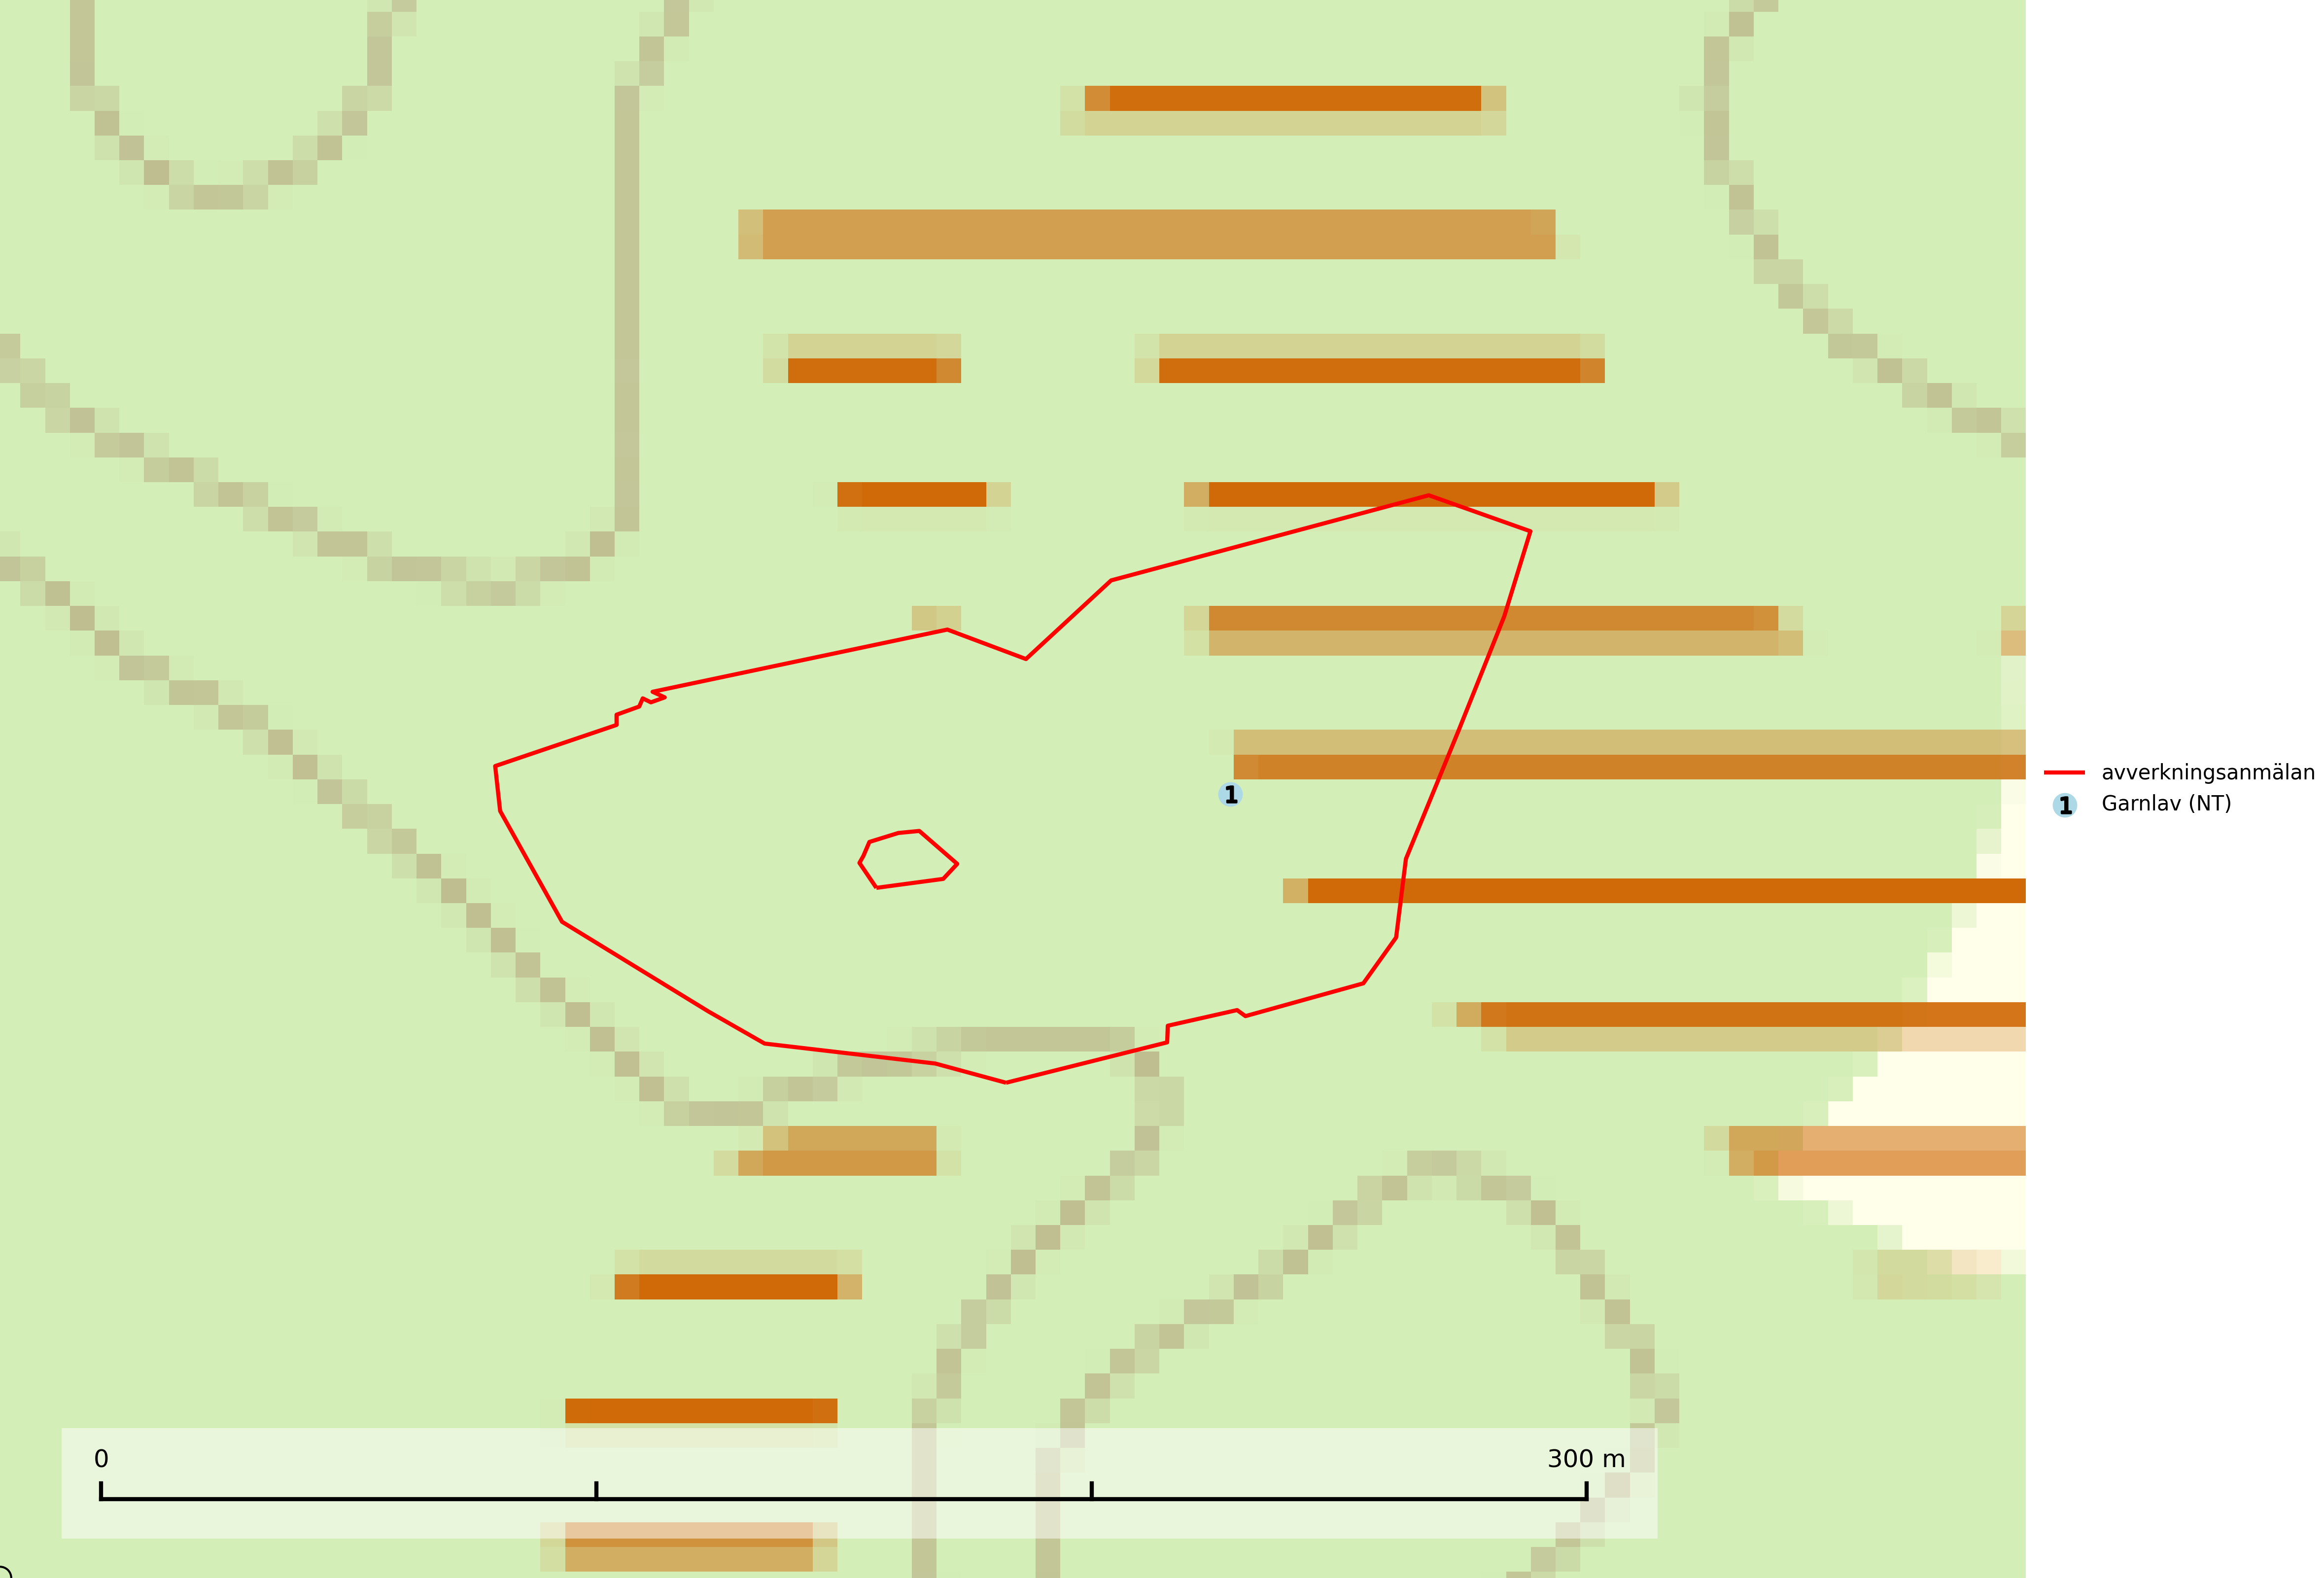 1
avverkningsanmälan
1 Garnlav (NT)
0 300 m